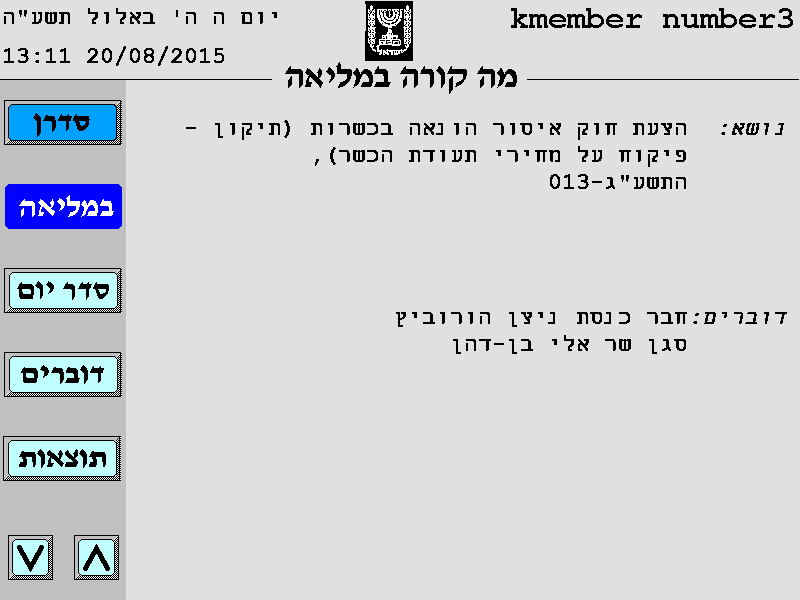 יום ה ה' באלול תשע"ה
kmember number3
13:11 20/08/2015
ישראל
מה קורה במליאה
סדרן
במליאה
סדר יום
דוברים
תוצאות
נושא: הצעת חוק איסור הונאה בכשרות (תיקון -
פיקוח על מחירי תעודת הכשר),
התשע"ג-013
דוברים: חבר כנסת ניצן הורוביץ
סגן שר אלי בן-דהן